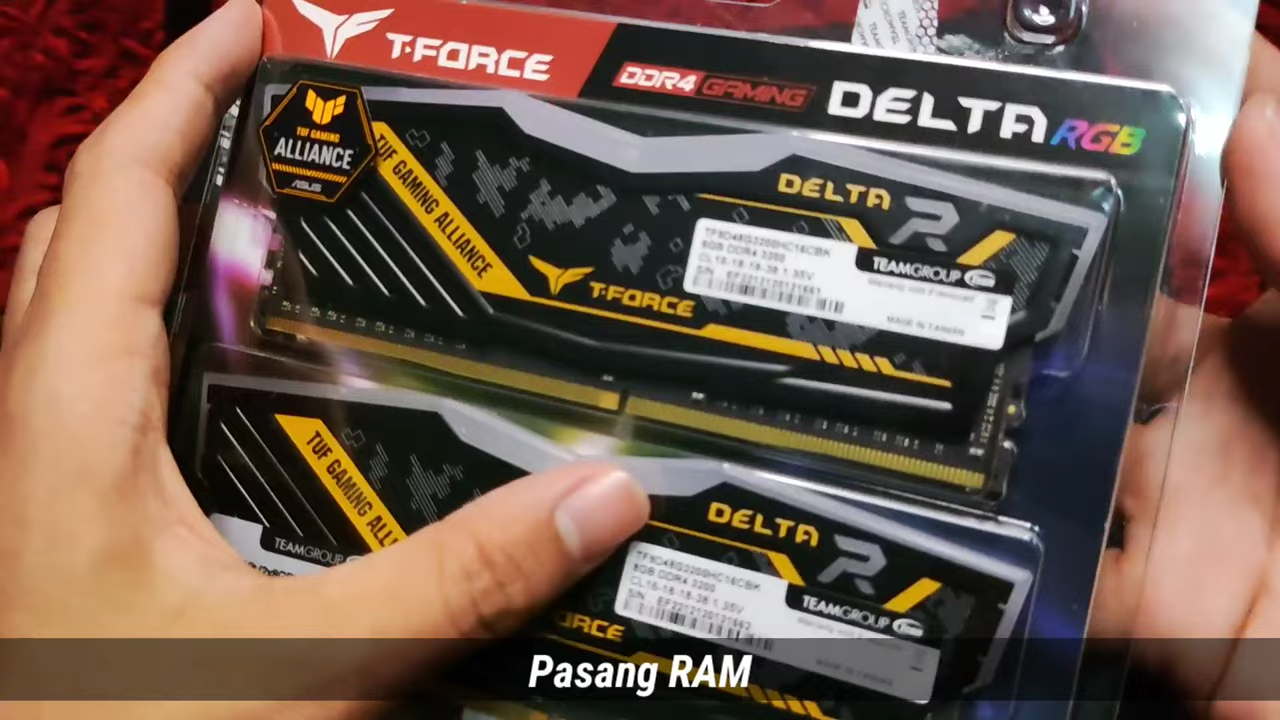 T-FORCE
DDR4 GAMING
DELTA RGB
TUF GAMING
ALLIANCE
ASUS
TUF GAMING ALLIANCE
DELTA
T-FORCE
8GB DDR4 3200
CL16-18-18-38 1.35V
TEAMGROUP
MADE IN TAIWAN
TUF GAMING ALL
DELTA
8GB DDR4 3200
CL16-18-18-38 1.35V
TEAMGROUP
TEAMGROUP
ORCE
Pasang RAM